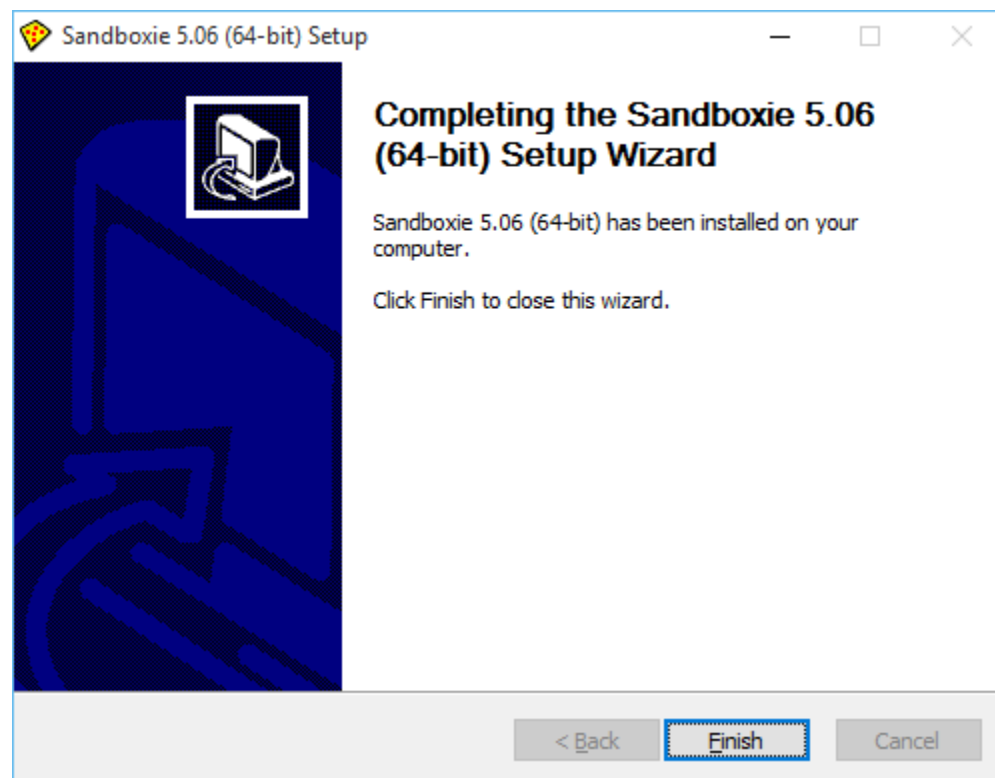 Sandboxie 5.06 (64-bit) Setup
Completing the Sandboxie 5.06
(64-bit) Setup Wizard
Sandboxie 5.06 (64-bit) has been installed on your
computer.
Click Finish to close this wizard.
< Back Finish Cancel